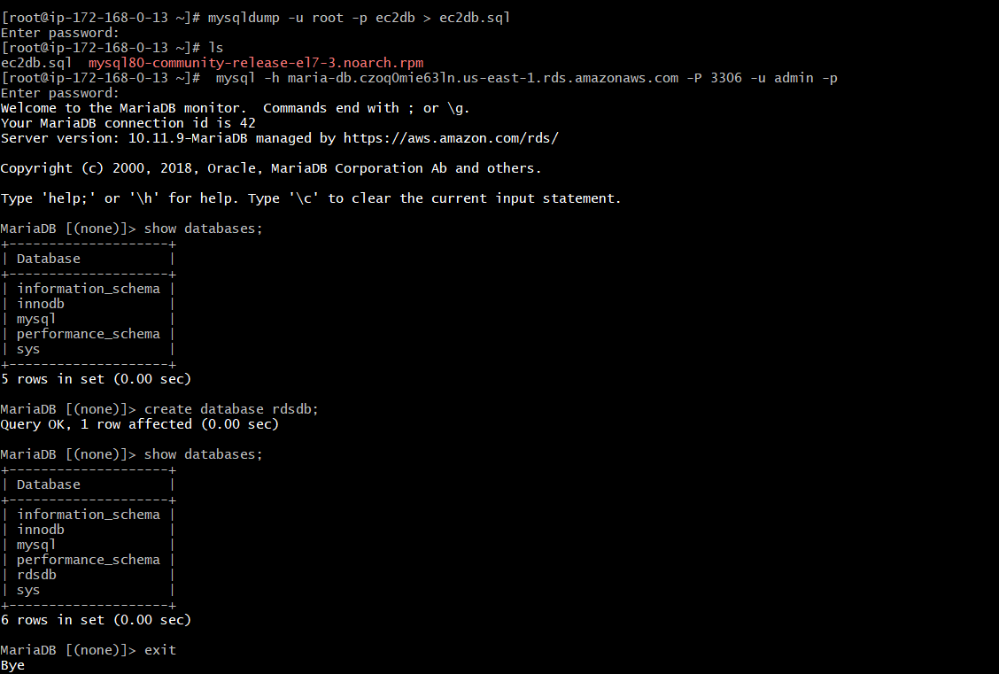 [root@ip-172-168-0-13 ~]# mysqldump -u root -p ec2db > ec2db.sql
Enter password:
[root@ip-172-168-0-13 ~]# ls
ec2db.sql  mysql80-community-release-el7-3.noarch.rpm
[root@ip-172-168-0-13 ~]#  mysql -h maria-db.czoq0mie63ln.us-east-1.rds.amazonaws.com -P 3306 -u admin -p
Enter password:
Welcome to the MariaDB monitor.  Commands end with ; or \g.
Your MariaDB connection id is 42
Server version: 10.11.9-MariaDB managed by https://aws.amazon.com/rds/

Copyright (c) 2000, 2018, Oracle, MariaDB Corporation Ab and others.

Type 'help;' or '\h' for help. Type '\c' to clear the current input statement.

MariaDB [(none)]> show databases;
+--------------------+
| Database           |
+--------------------+
| information_schema |
| innodb             |
| mysql              |
| performance_schema |
| sys                |
+--------------------+
5 rows in set (0.00 sec)

MariaDB [(none)]> create database rdsdb;
Query OK, 1 row affected (0.00 sec)

MariaDB [(none)]> show databases;
+--------------------+
| Database           |
+--------------------+
| information_schema |
| innodb             |
| mysql              |
| performance_schema |
| rdsdb              |
| sys                |
+--------------------+
6 rows in set (0.00 sec)

MariaDB [(none)]> exit
Bye